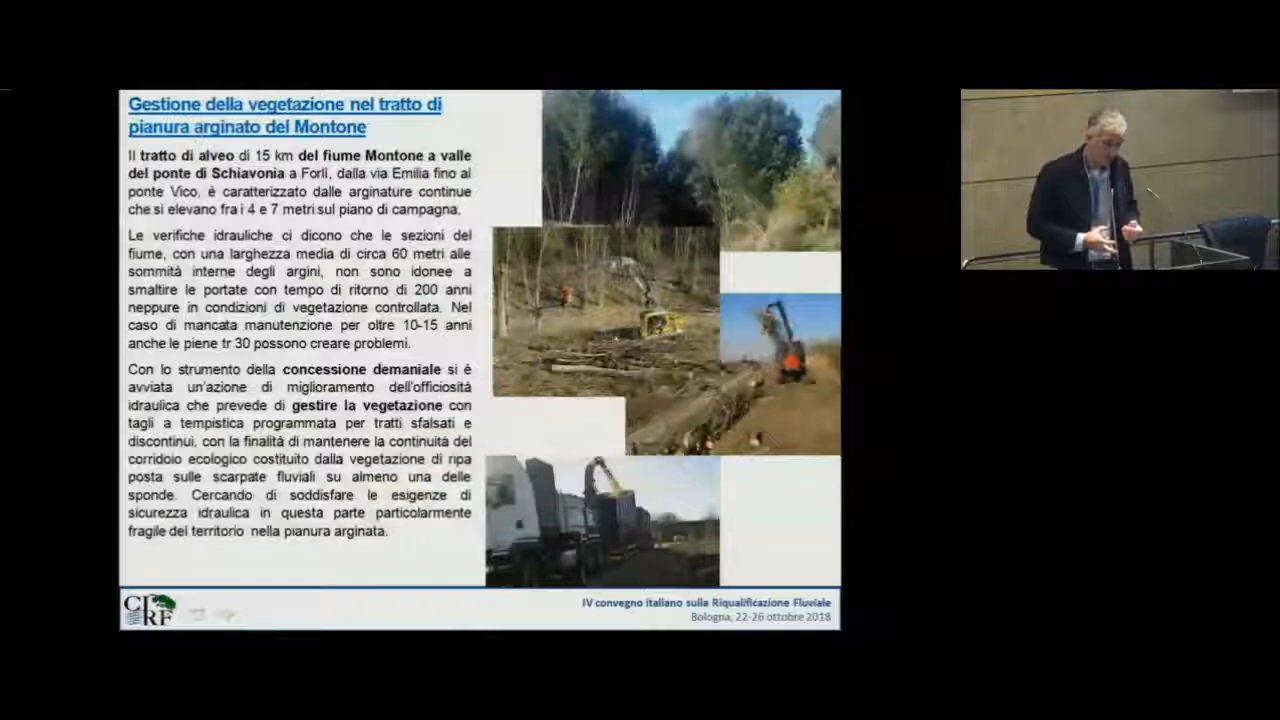 Gestione della vegetazione nel tratto di
pianura arginato del Montone
Il tratto di alveo di 15 km del fiume Montone a valle
del ponte di Schiavonia a Forlì, dalla via Emilia fino al
ponte Vico, è caratterizzato dalle arginature continue
che si elevano fra i 4 e 7 metri sul piano di campagna.
Le verifiche idrauliche ci dicono che le sezioni del
fiume, con una larghezza media di circa 60 metri alle
sommità interne degli argini, non sono idonee a
smaltire le portate con tempo di ritorno di 200 anni
neppure in condizioni di vegetazione controllata. Nel
caso di mancata manutenzione per oltre 10-15 anni
anche le piene tr 30 possono creare problemi.
Con lo strumento della concessione demaniale si è
avviata un'azione di miglioramento dell'officiosità
idraulica che prevede di gestire la vegetazione con
tagli a tempistica programmata per tratti sfalsati e
discontinui, con la finalità di mantenere la continuità del
corridoio ecologico costituito dalla vegetazione di ripa
posta sulle scarpate fluviali su almeno una delle
sponde. Cercando di soddisfare le esigenze di
sicurezza idraulica in questa parte particolarmente
fragile del territorio nella pianura arginata.
CIRF
IV convegno italiano sulla Riqualificazione Fluviale
Bologna, 22-26 ottobre 2018